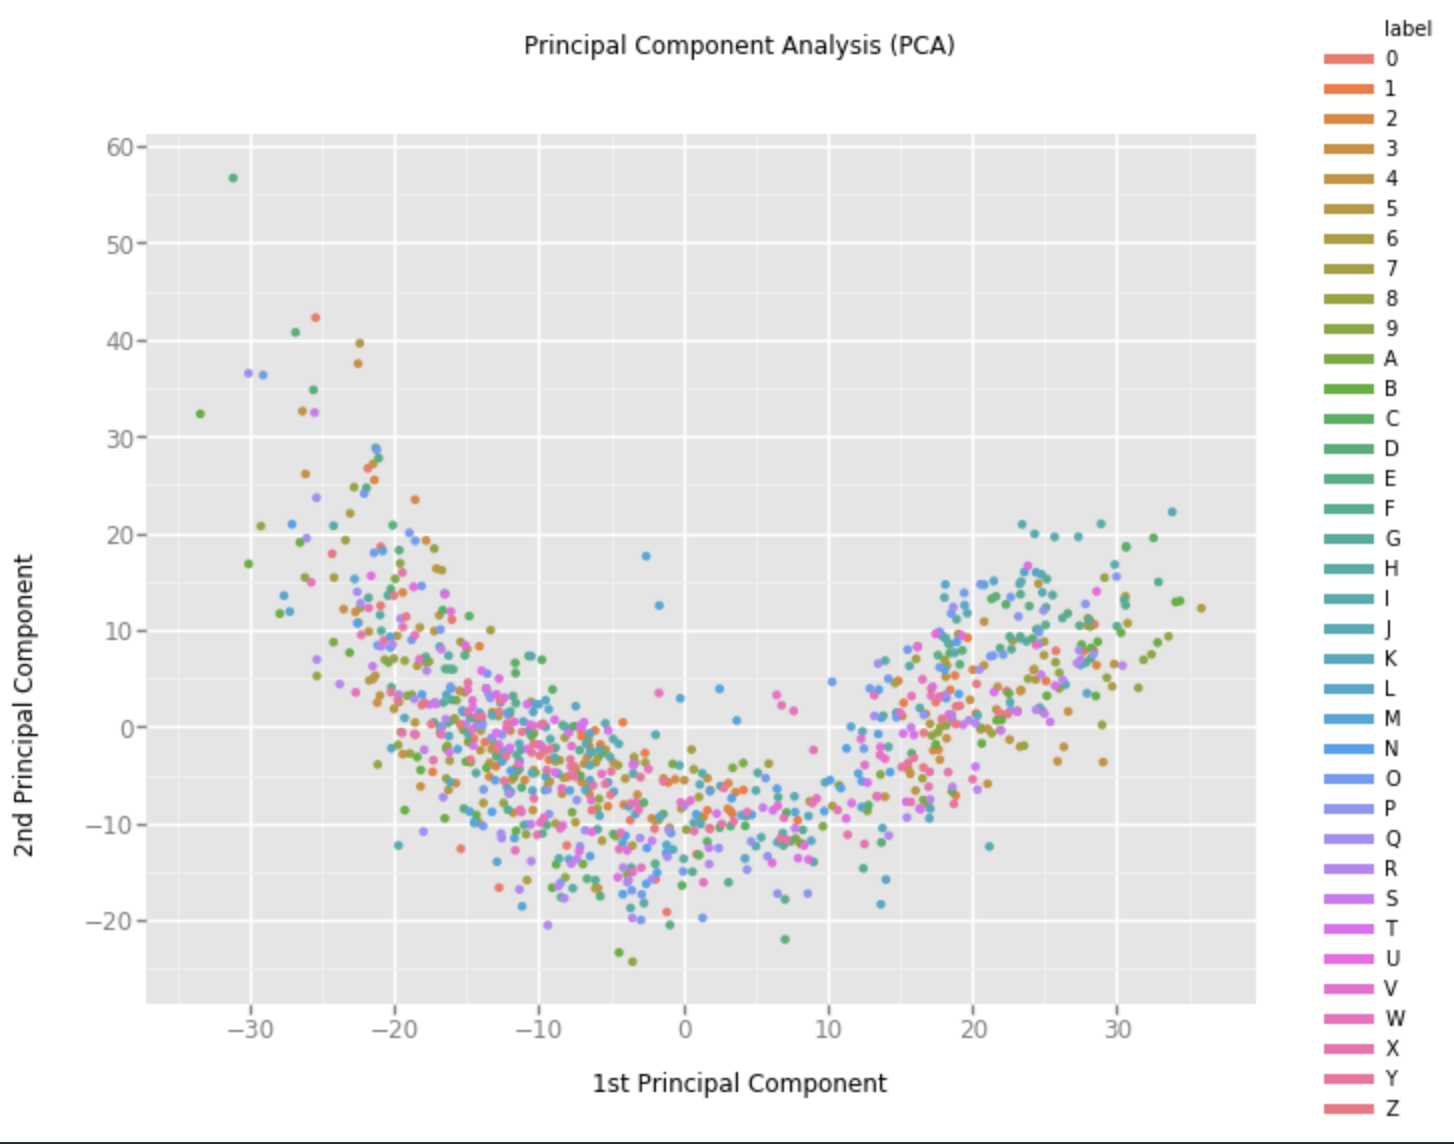 Principal Component Analysis (PCA)
label
0
1
2
3
4
5
6
7
8
9
A
B
C
D
E
F
G
H
I
J
K
L
M
N
O
P
Q
R
S
T
U
V
W
X
Y
Z
60
50
40
30
20
10
0
−10
−20
2nd Principal Component
−30 −20 −10 0 10 20 30
1st Principal Component